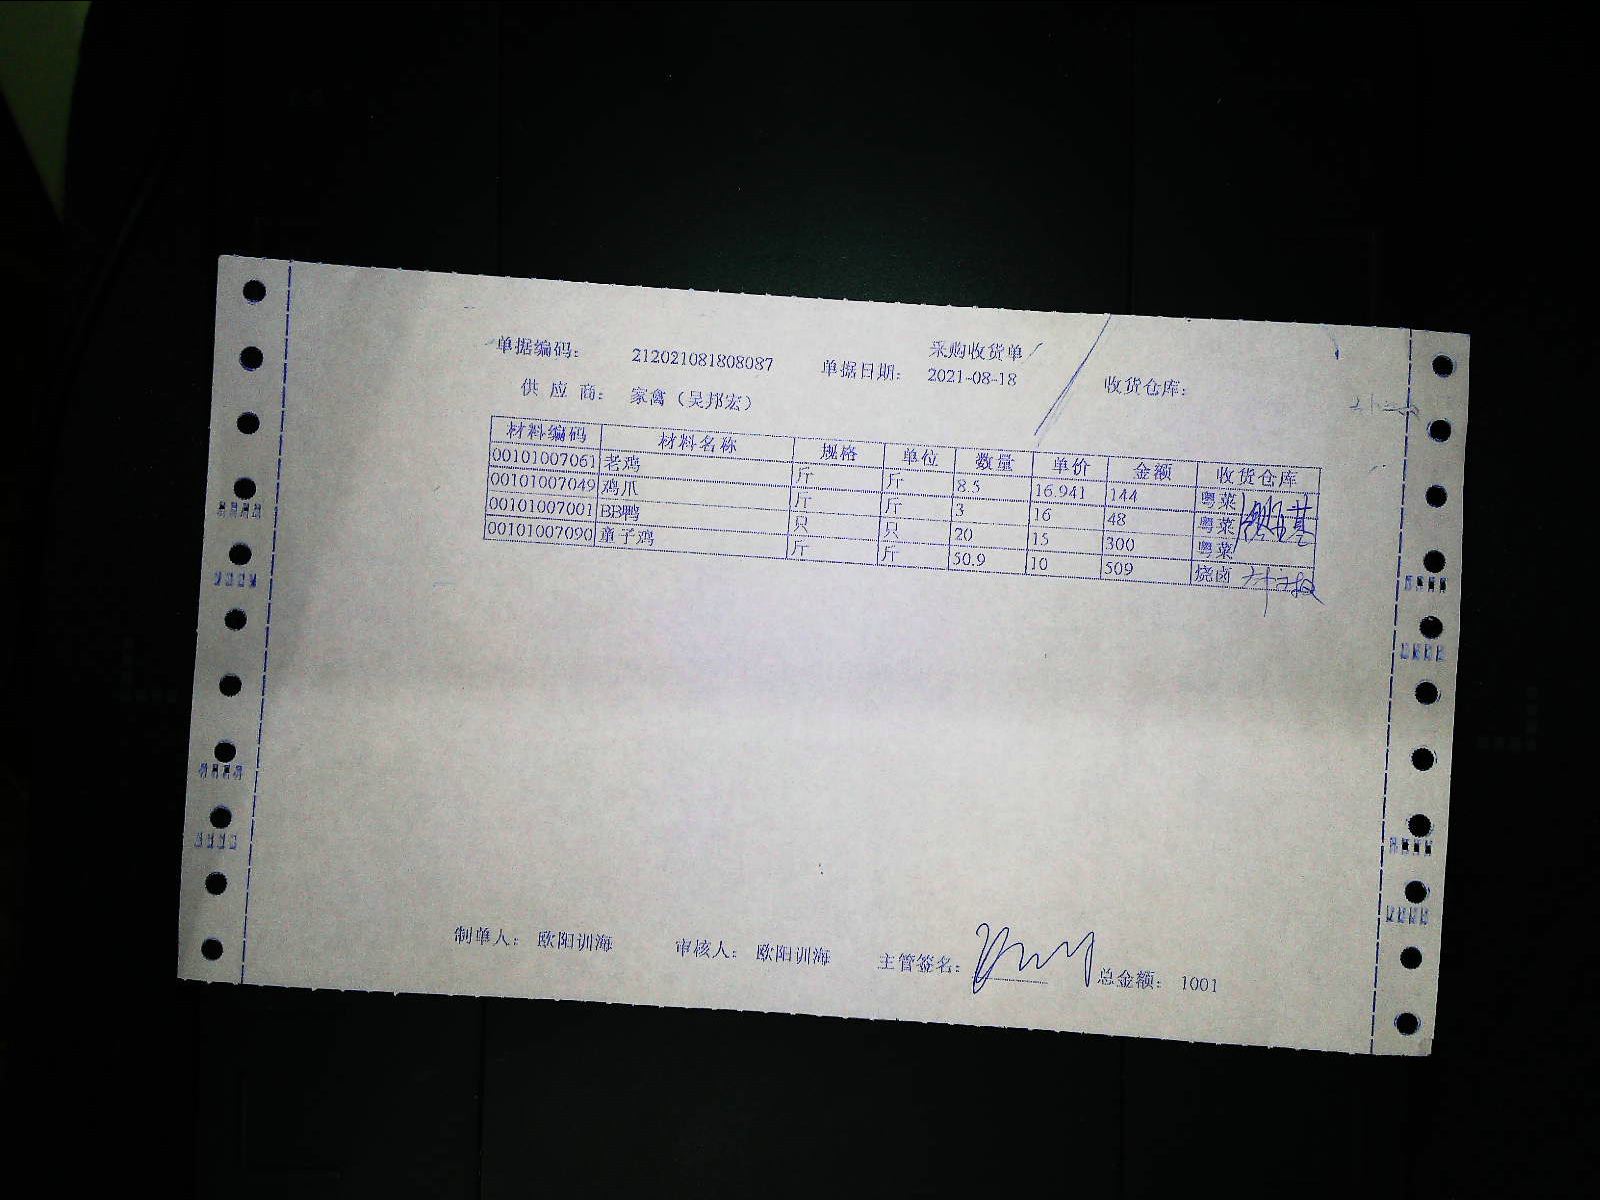 采购收货单
单据编码: 212021081808087 单据日期: 2021-08-18 收货仓库:
供 应 商: 家禽(吴邦宏)
材料编码 材料名称 规格 单位 数量 单价 金额 收货仓库
00101007061 老鸡 斤 斤 8.5 16.941 144 粤菜
00101007049 鸡爪 斤 斤 3 16 48 粤菜
00101007001 BB鸭 只 只 20 15 300 粤菜
00101007090 童子鸡 斤 斤 50.9 10 509 烧卤
制单人: 欧阳训海 审核人: 欧阳训海 主管签名: 总金额: 1001